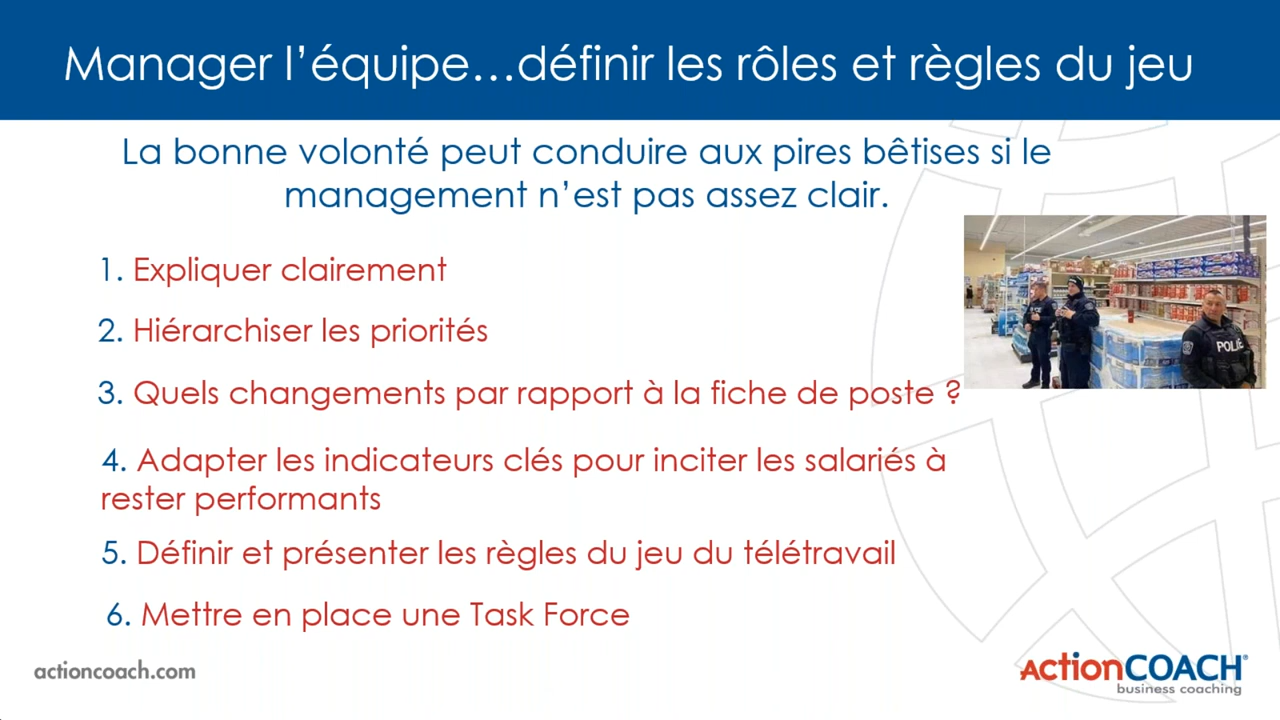 Manager l’équipe…définir les rôles et règles du jeu
La bonne volonté peut conduire aux pires bêtises si le
management n’est pas assez clair.
1. Expliquer clairement
2. Hiérarchiser les priorités
3. Quels changements par rapport à la fiche de poste ?
4. Adapter les indicateurs clés pour inciter les salariés à
rester performants
5. Définir et présenter les règles du jeu du télétravail
6. Mettre en place une Task Force
POLICE
actioncoach.com
ActionCOACH®
business coaching